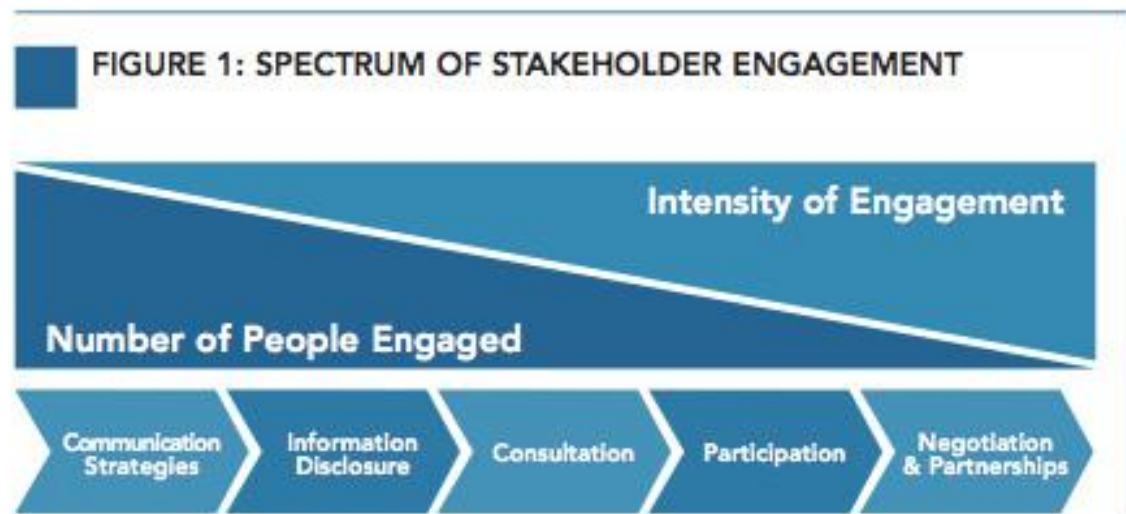 FIGURE 1: SPECTRUM OF STAKEHOLDER ENGAGEMENT
Intensity of Engagement
Number of People Engaged
Communication
Strategies
Information
Disclosure
Consultation
Participation
Negotiation
& Partnerships